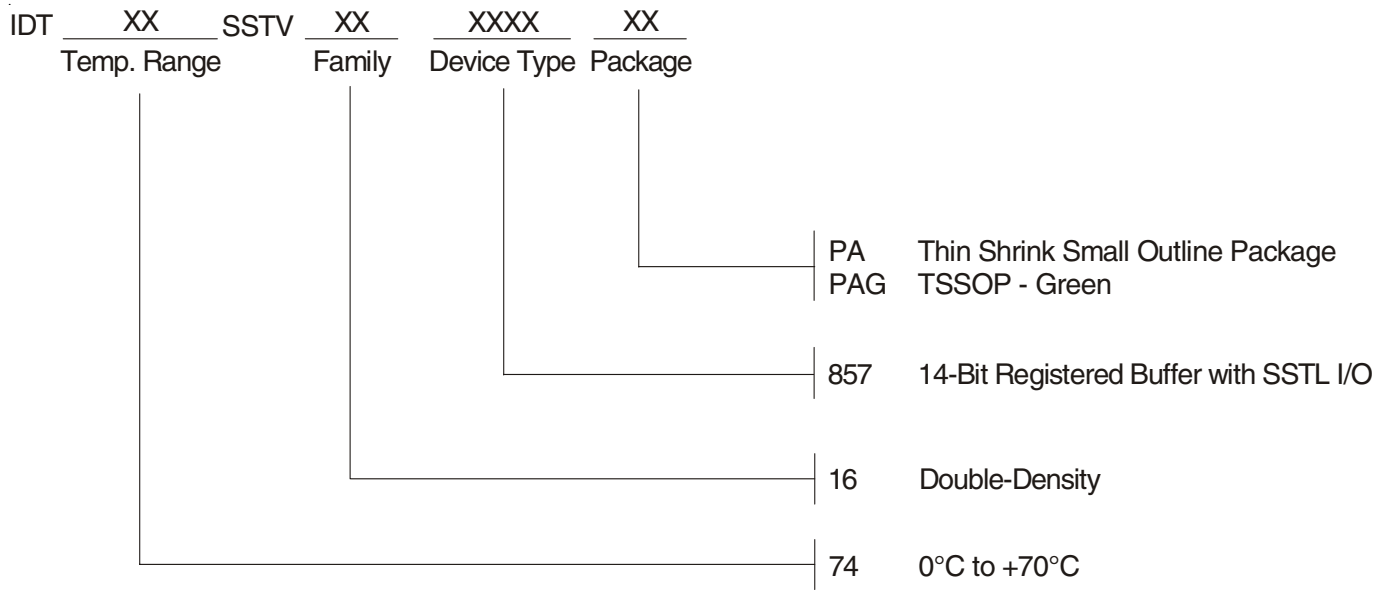 IDT XX SSTV XX XXXX XX
Temp. Range Family Device Type Package
PA Thin Shrink Small Outline Package
PAG TSSOP - Green
857 14-Bit Registered Buffer with SSTL I/O
16 Double-Density
74 0°C to +70°C